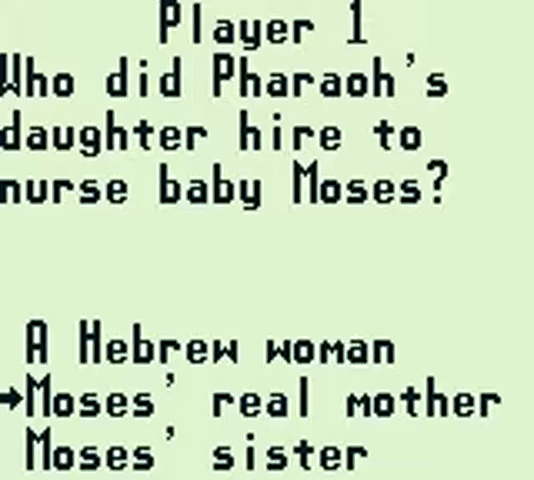 Player 1
Who did Pharaoh's
daughter hire to
nurse baby Moses?
A Hebrew woman
→Moses' real mother
Moses' sister